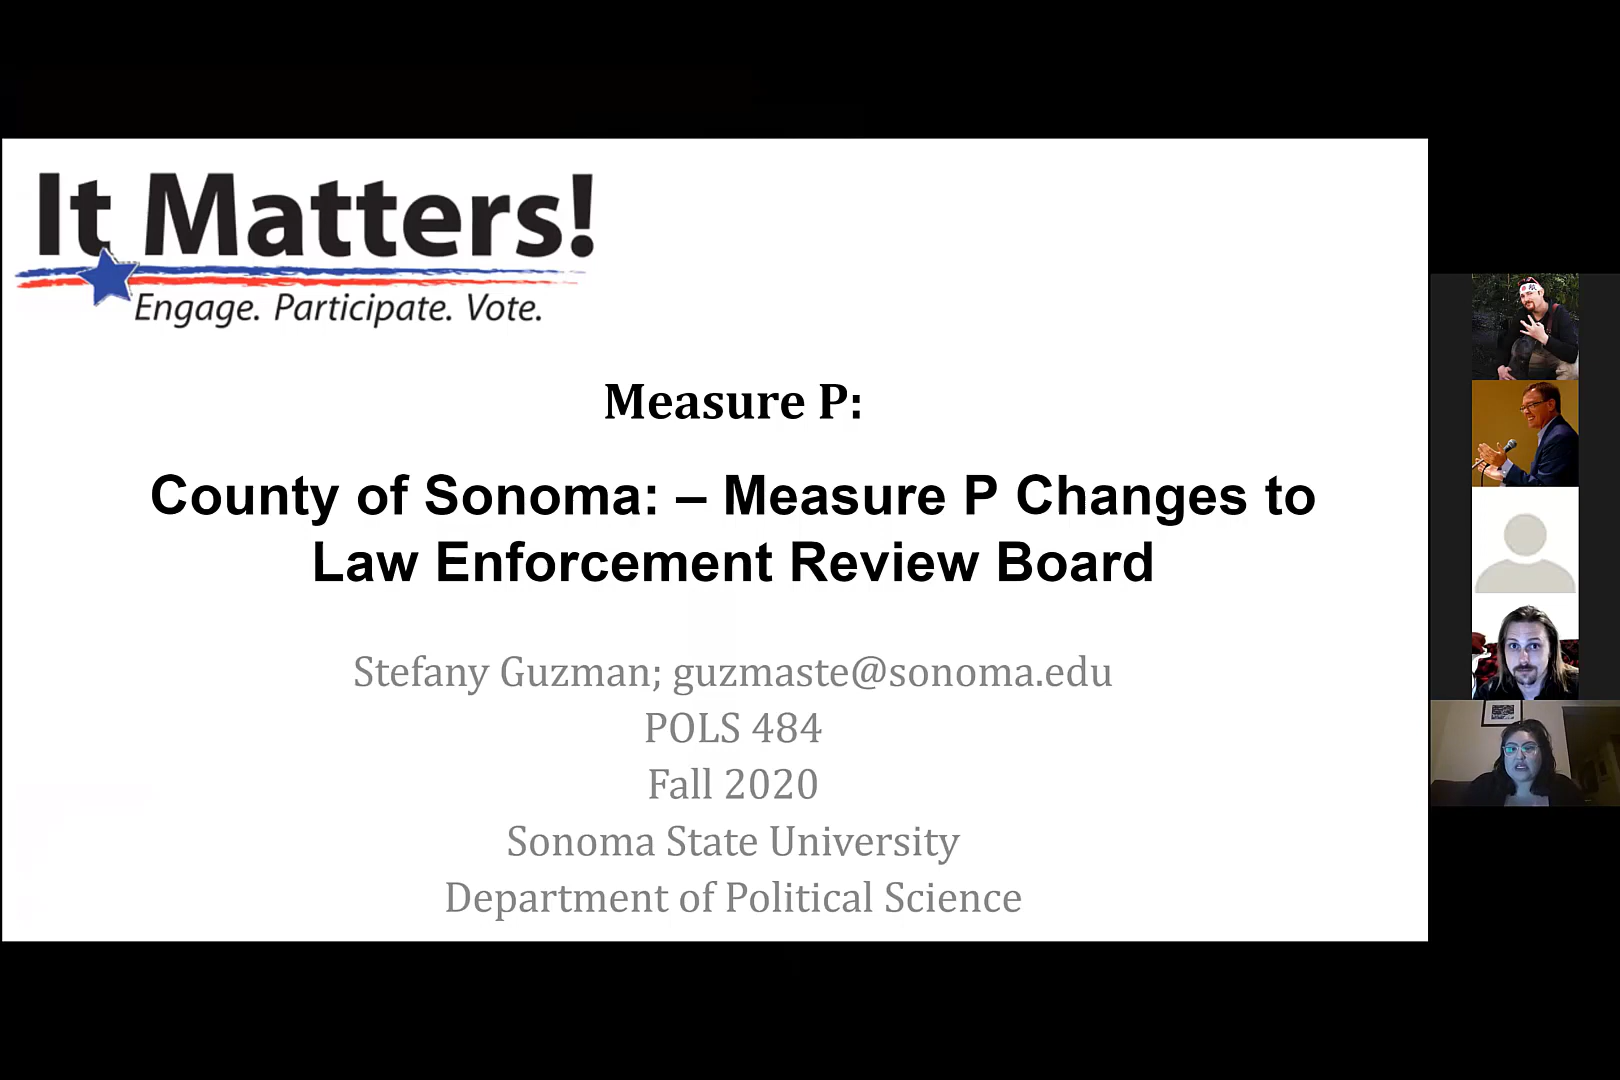 It Matters!
Engage. Participate. Vote.
Measure P:
County of Sonoma: – Measure P Changes to
Law Enforcement Review Board
Stefany Guzman; guzmaste@sonoma.edu
POLS 484
Fall 2020
Sonoma State University
Department of Political Science